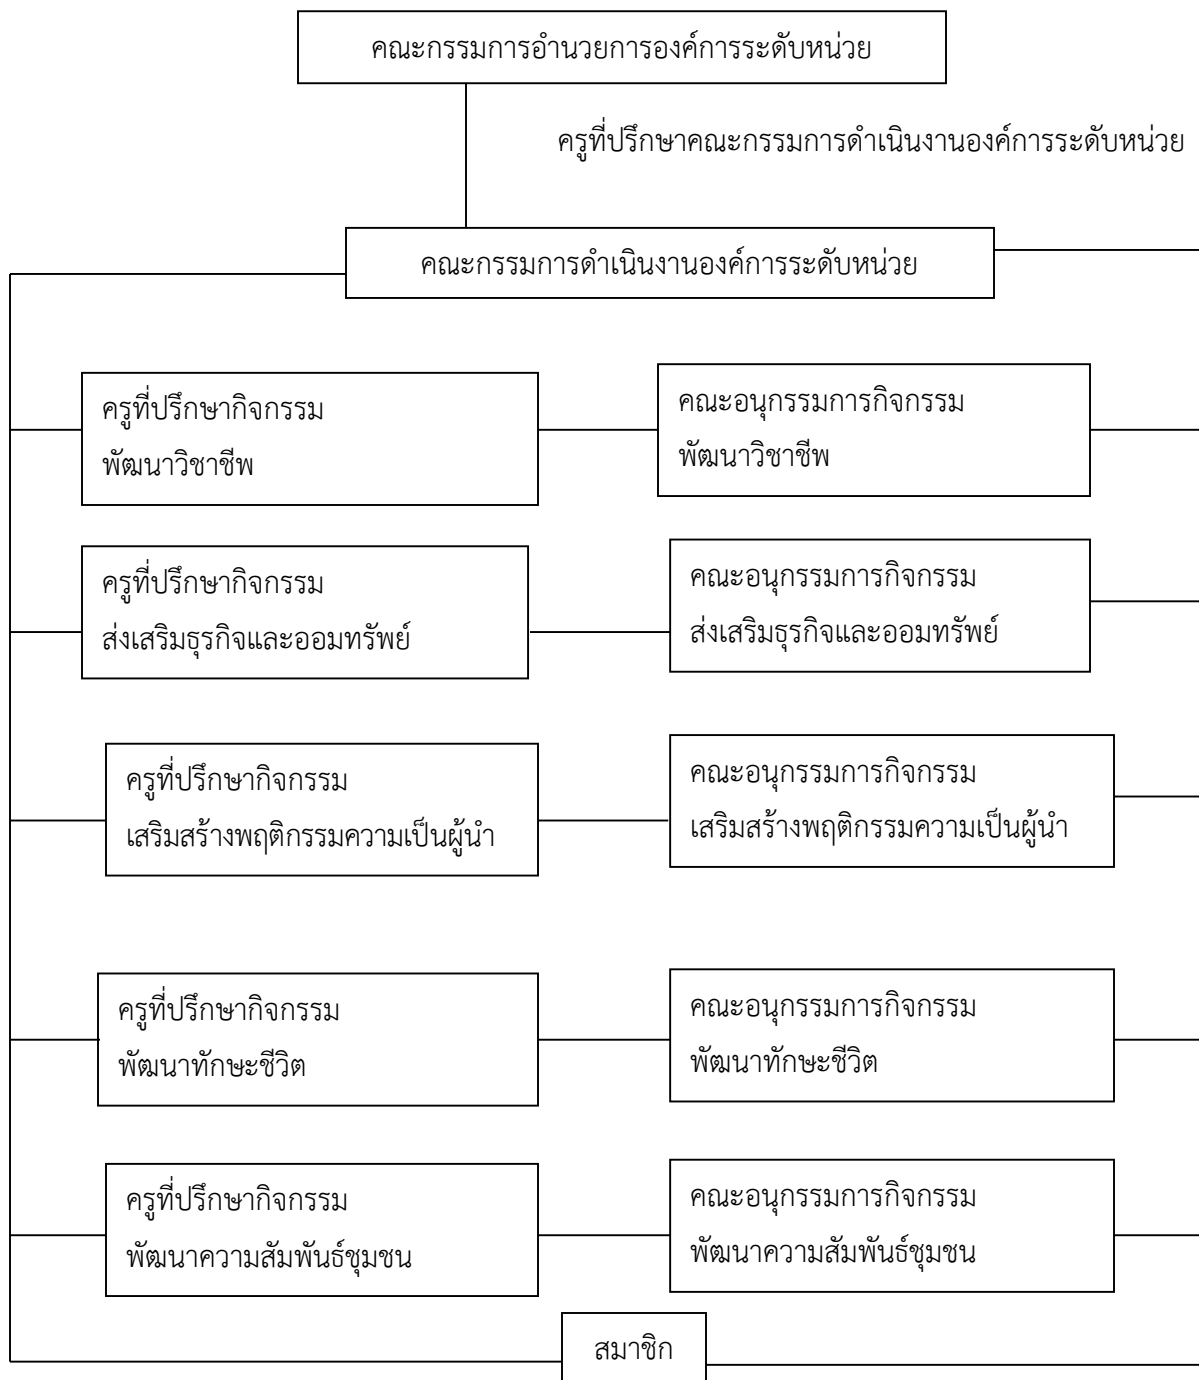 คณะกรรมการอำนวยการองค์การระดับหน่วย
ครูที่ปรึกษาคณะกรรมการดำเนินงานองค์การระดับหน่วย
คณะกรรมการดำเนินงานองค์การระดับหน่วย
ครูที่ปรึกษากิจกรรม
พัฒนาวิชาชีพ
คณะอนุกรรมการกิจกรรม
พัฒนาวิชาชีพ
ครูที่ปรึกษากิจกรรม
ส่งเสริมธุรกิจและออมทรัพย์
คณะอนุกรรมการกิจกรรม
ส่งเสริมธุรกิจและออมทรัพย์
ครูที่ปรึกษากิจกรรม
เสริมสร้างพฤติกรรมความเป็นผู้นำ
คณะอนุกรรมการกิจกรรม
เสริมสร้างพฤติกรรมความเป็นผู้นำ
ครูที่ปรึกษากิจกรรม
พัฒนาทักษะชีวิต
คณะอนุกรรมการกิจกรรม
พัฒนาทักษะชีวิต
ครูที่ปรึกษากิจกรรม
พัฒนาความสัมพันธ์ชุมชน
คณะอนุกรรมการกิจกรรม
พัฒนาความสัมพันธ์ชุมชน
สมาชิก